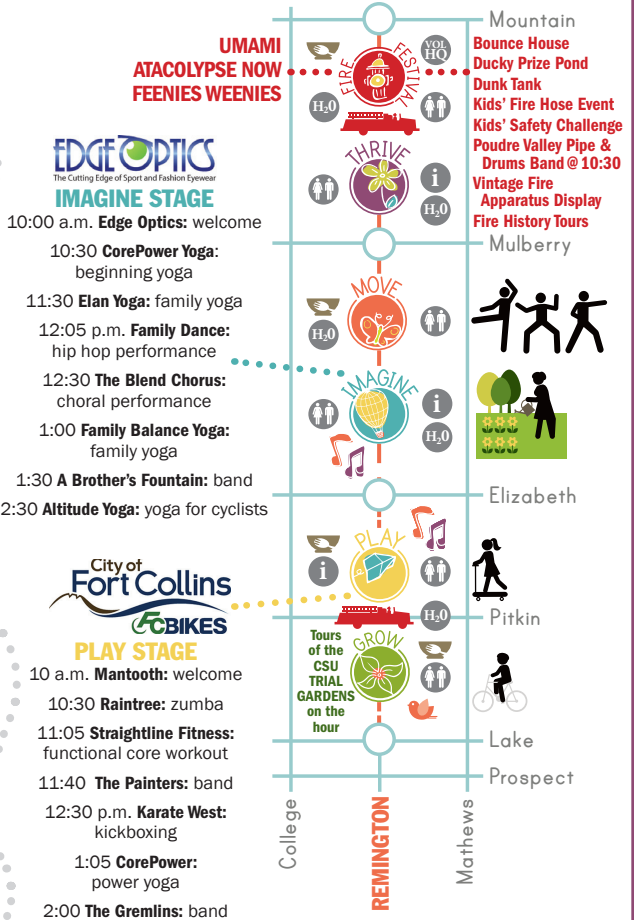 UMAMI
ATACOLYPSE NOW
FEENIES WEENIES
EDGE OPTICS
The Cutting Edge of Sport and Fashion Eyewear
IMAGINE STAGE
10:00 a.m. Edge Optics: welcome
10:30 CorePower Yoga:
beginning yoga
11:30 Elan Yoga: family yoga
12:05 p.m. Family Dance:
hip hop performance
12:30 The Blend Chorus:
choral performance
1:00 Family Balance Yoga:
family yoga
1:30 A Brother's Fountain: band
2:30 Altitude Yoga: yoga for cyclists
City of
Fort Collins
FCBIKES
PLAY STAGE
10 a.m. Mantooth: welcome
10:30 Raintree: zumba
11:05 Straightline Fitness:
functional core workout
11:40 The Painters: band
12:30 p.m. Karate West:
kickboxing
1:05 CorePower:
power yoga
2:00 The Gremlins: band
FIRE FESTIVAL
VOL
HQ
H20
THRIVE
i
H20
MOVE
H20
IMAGINE
i
H20
PLAY
i
H20
Tours
of the
CSU
TRIAL
GARDENS
on the
hour
GROW
Mountain
Bounce House
Ducky Prize Pond
Dunk Tank
Kids' Fire Hose Event
Kids' Safety Challenge
Poudre Valley Pipe &
Drums Band @ 10:30
Vintage Fire
Apparatus Display
Fire History Tours
Mulberry
Elizabeth
Pitkin
Lake
Prospect
College
REMINGTON
Mathews